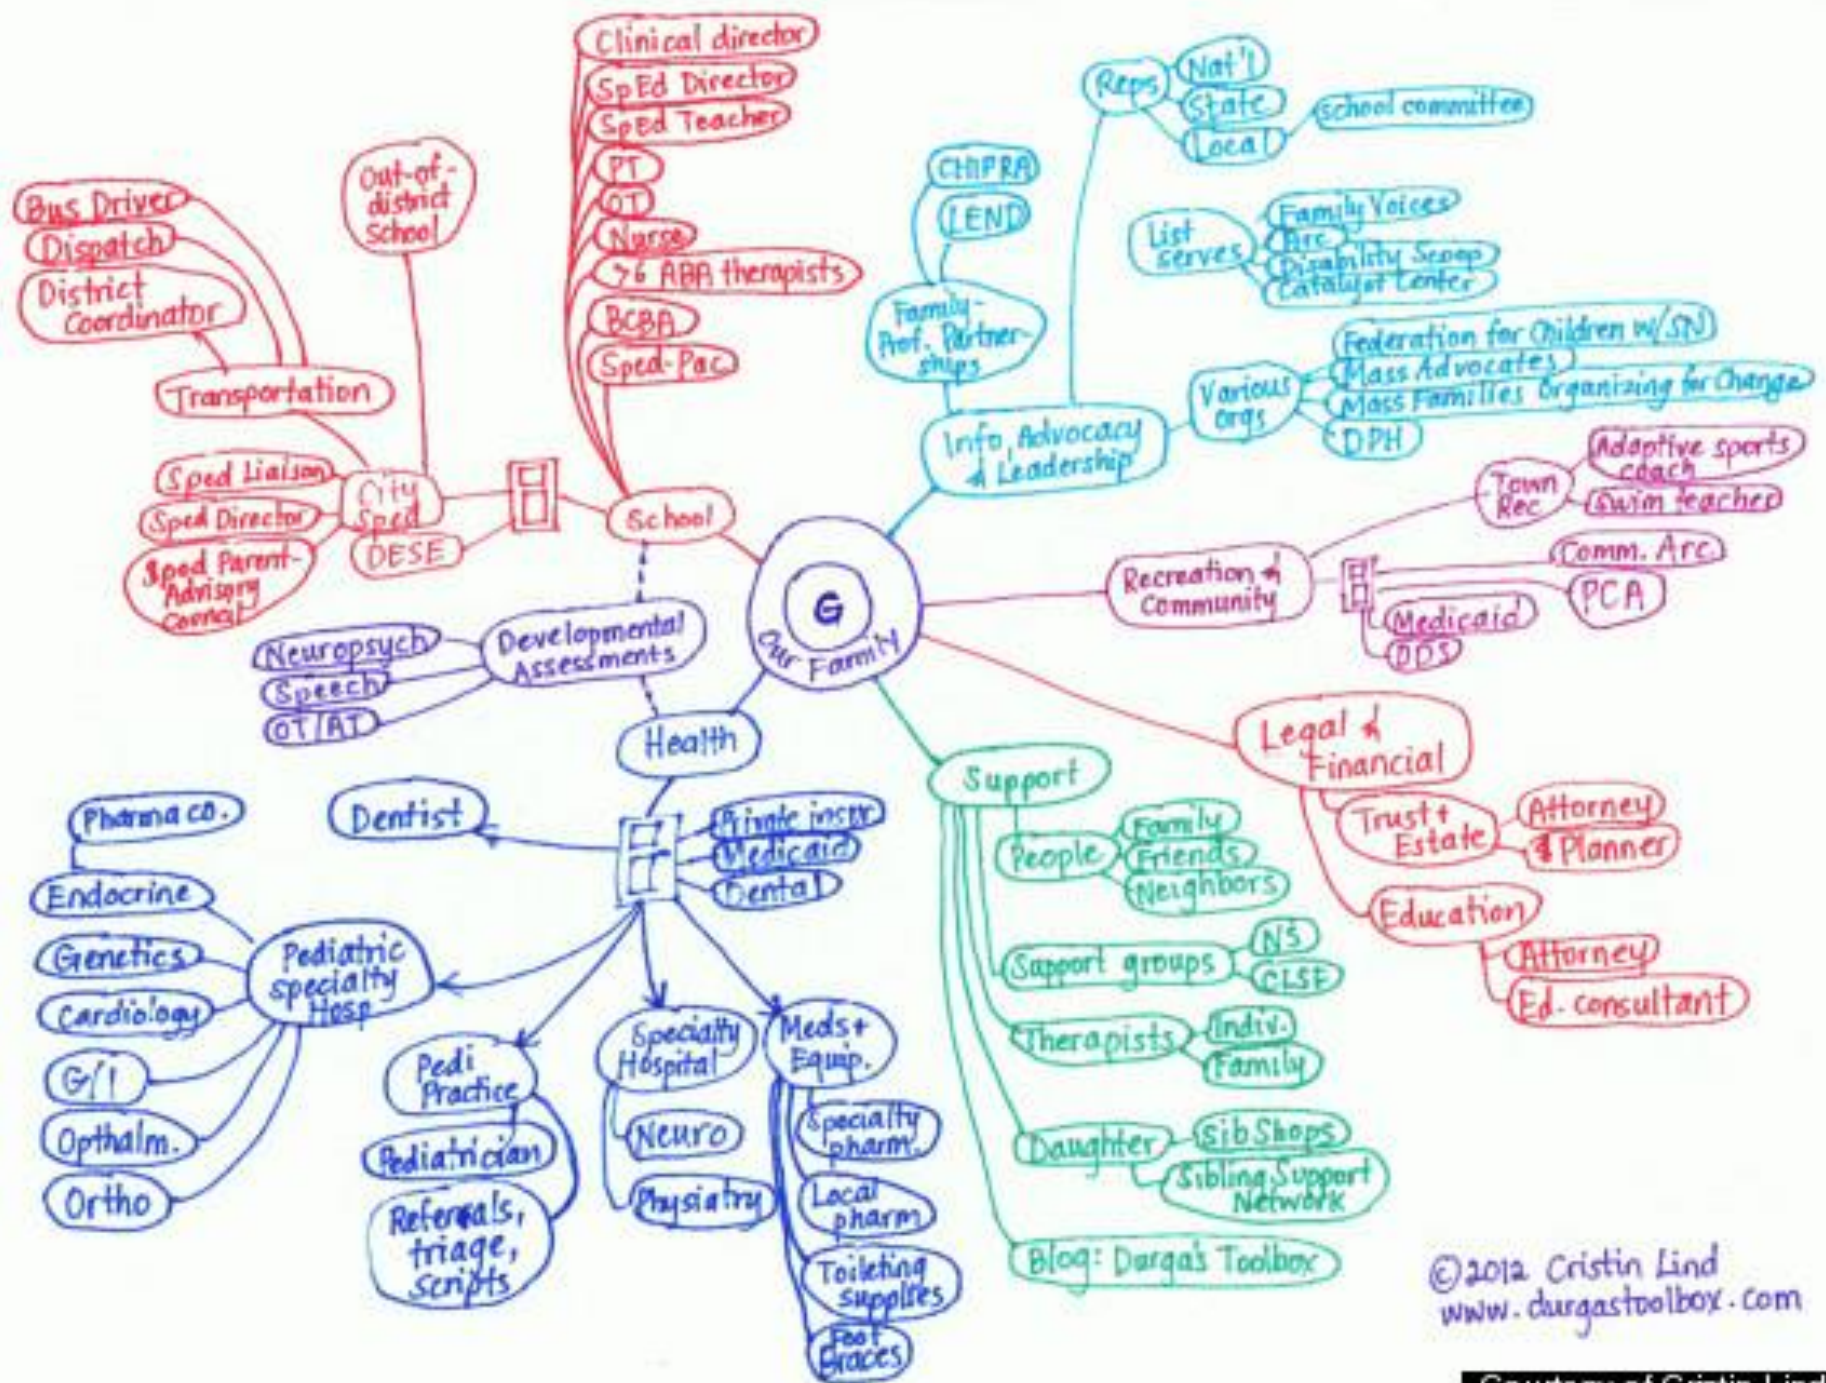 Clinical director
SpEd Director
SpEd Teacher
PT
OT
Nurse
>6 ABA therapists
BCBA
Sped-Pac
School
Out-of-
district
School
Bus Driver
Dispatch
District
Coordinator
Transportation
Sped Liaison
Sped Director
Sped Parent-
Advisory
City
Sped
DESE
Reps
Nat'l
State
Local
school committee
CHIPRA
LEND
Family-
Prof. Partner-
ships
List
serves
Family Voices
Arc
Disability Scoop
Catalyst Center
Various
orgs
Federation for Children w/SN
Mass Advocates
Mass Families Organizing for Change
DPH
Info, Advocacy
& Leadership
Town
Rec
Adaptive sports
coach
Swim teacher
Recreation &
Community
Comm. Arc
PCA
Medicaid
DDS
G
Our Family
Developmental
Assessments
Neuropsych
Speech
OT/AT
Health
Dentist
Private insur
Medicaid
Dental
Pharma co.
Endocrine
Genetics
Cardiology
G/I
Opthalm.
Ortho
Pediatric
specialty
Hosp
Pedi
Practice
Pediatrician
Referrals,
triage,
scripts
Specialty
Hospital
Neuro
Physiatry
Meds+
Equip.
Specialty
pharm.
Local
pharm
Toileting
supplies
Foot
Braces
Support
People
Family
Friends
Neighbors
Support groups
NS
CLSF
Therapists
Indiv.
Family
Daughter
SibShops
Sibling Support
Network
Blog: Durga's Toolbox
Legal &
Financial
Trust+
Estate
Attorney
$ Planner
Education
Attorney
Ed. consultant
©2012 Cristin Lind
www.durgastoolbox.com
Courtesy of Cristin Lind